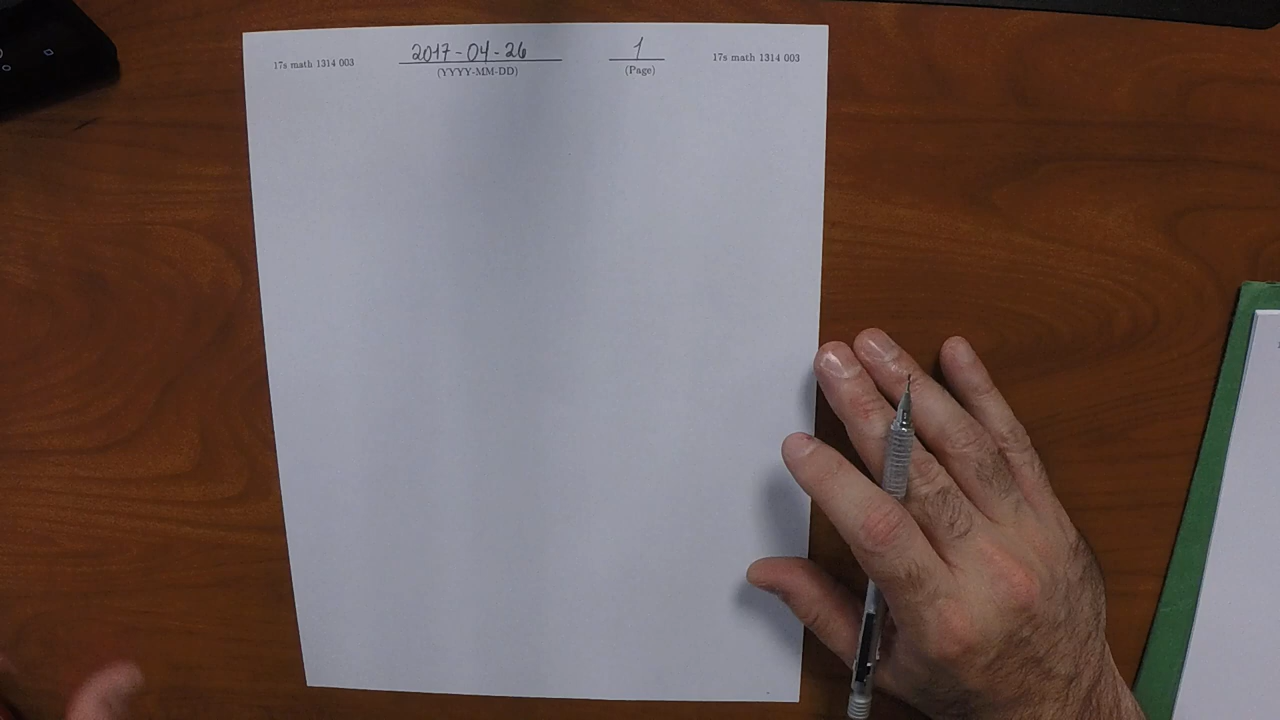 17s math 1314 003 2017-04-26 1 17s math 1314 003
(YYYY-MM-DD) (Page)